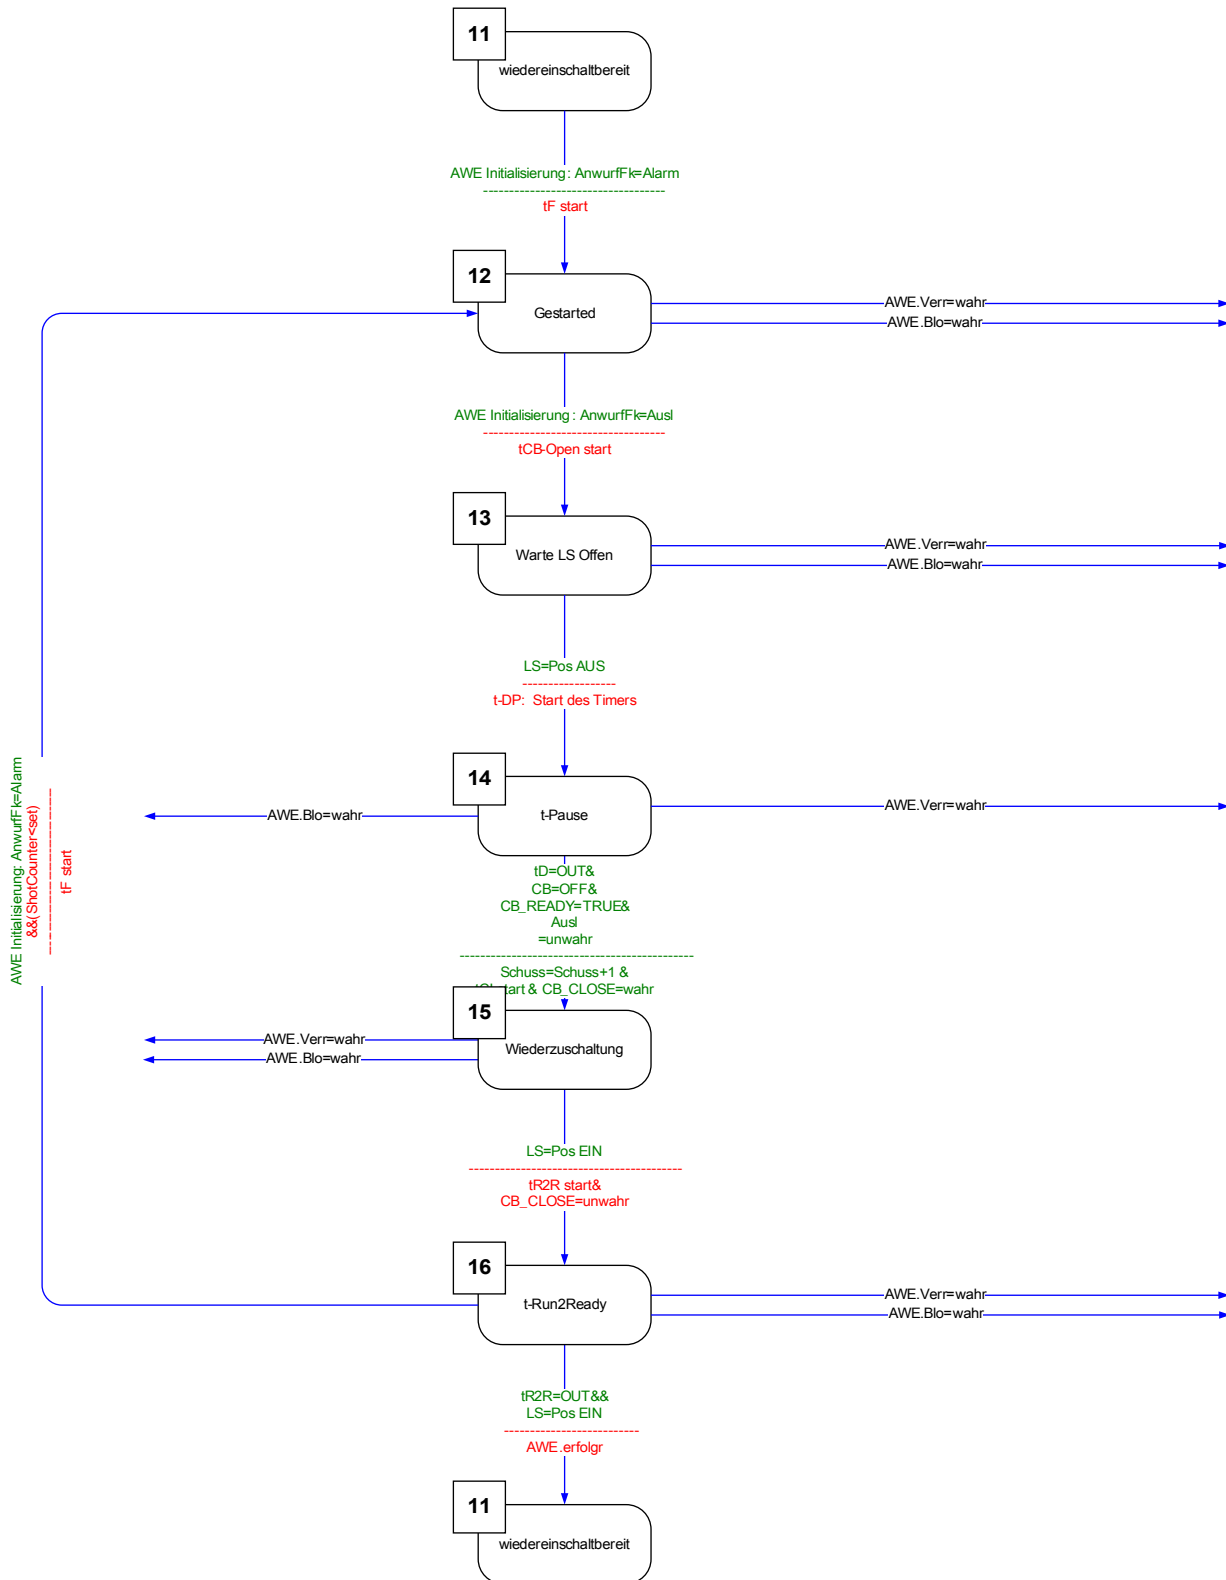 11
wiedereinschaltbereit
AWE Initialisierung: AnwurfFk=Alarm
-----------------------------------
tF start
12
Gestarted
AWE.Verr=wahr
AWE.Blo=wahr
AWE Initialisierung: AnwurfFk=Ausl
-----------------------------------
tCB-Open start
13
Warte LS Offen
AWE.Verr=wahr
AWE.Blo=wahr
LS=Pos AUS
------------------
t-DP: Start des Timers
14
t-Pause
AWE.Blo=wahr
AWE.Verr=wahr
tD=OUT&
CB=OFF&
CB_READY=TRUE&
Ausl
=unwahr
---------------------------------------------
Schuss=Schuss+1 &
start & CB_CLOSE=wahr
15
Wiederzuschaltung
AWE.Verr=wahr
AWE.Blo=wahr
LS=Pos EIN
-----------------------------------------
tR2R start&
CB_CLOSE=unwahr
16
t-Run2Ready
AWE.Verr=wahr
AWE.Blo=wahr
tR2R=OUT&&
LS=Pos EIN
--------------------------
AWE.erfolgr
11
wiedereinschaltbereit
AWE Initialisierung: AnwurfFk=Alarm
&&(ShotCounter<set)
--------------------------------
tF start